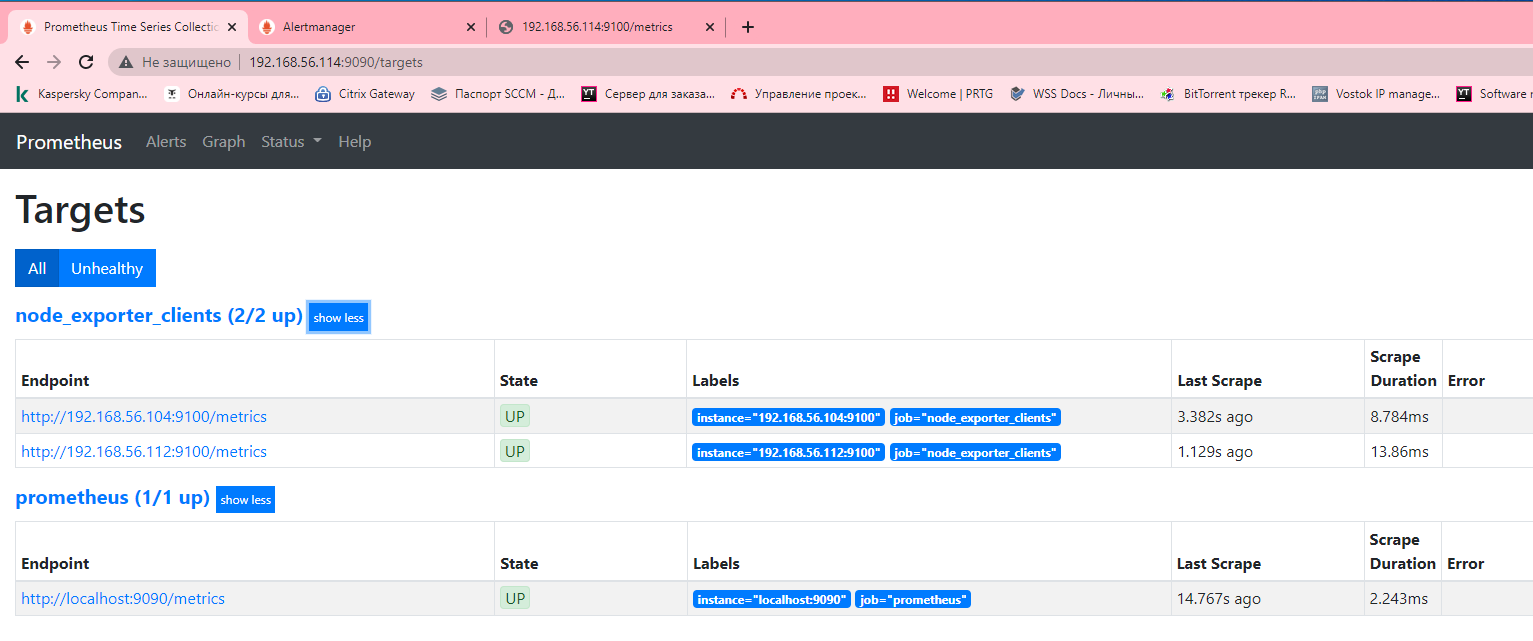 Prometheus Time Series Collectic
Alertmanager
192.168.56.114:9100/metrics
Не защищено 192.168.56.114:9090/targets
Kaspersky Compan... Онлайн-курсы для... Citrix Gateway Паспорт SCCM - Д... Сервер для заказа... Управление проек... Welcome | PRTG WSS Docs - Личны... BitTorrent трекер R... Vostok IP manage... Software
Prometheus Alerts Graph Status Help
Targets
All Unhealthy
node_exporter_clients (2/2 up) show less
Endpoint State Labels Last Scrape Scrape Duration Error
http://192.168.56.104:9100/metrics UP instance="192.168.56.104:9100" job="node_exporter_clients" 3.382s ago 8.784ms
http://192.168.56.112:9100/metrics UP instance="192.168.56.112:9100" job="node_exporter_clients" 1.129s ago 13.86ms
prometheus (1/1 up) show less
Endpoint State Labels Last Scrape Scrape Duration Error
http://localhost:9090/metrics UP instance="localhost:9090" job="prometheus" 14.767s ago 2.243ms